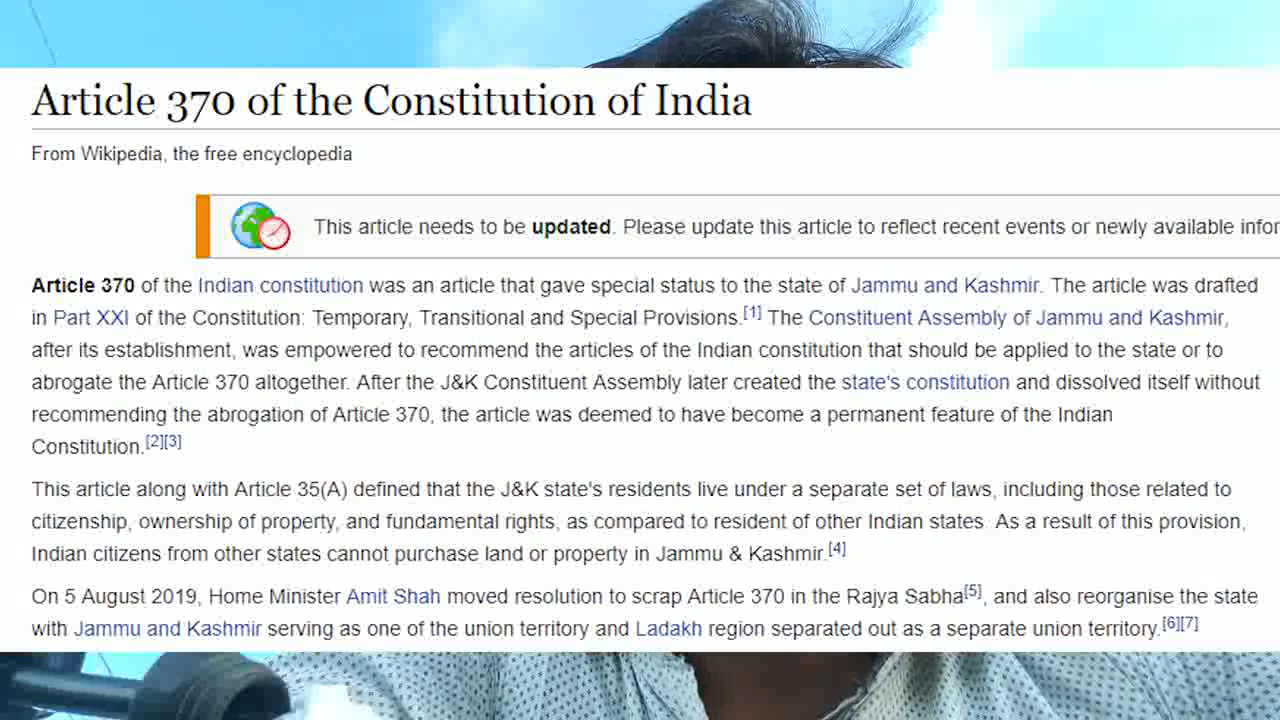 Article 370 of the Constitution of India
From Wikipedia, the free encyclopedia
This article needs to be updated. Please update this article to reflect recent events or newly available
Article 370 of the Indian constitution was an article that gave special status to the state of Jammu and Kashmir. The article was drafted
in Part XXI of the Constitution: Temporary, Transitional and Special Provisions.[1] The Constituent Assembly of Jammu and Kashmir,
after its establishment, was empowered to recommend the articles of the Indian constitution that should be applied to the state or to
abrogate the Article 370 altogether. After the J&K Constituent Assembly later created the state's constitution and dissolved itself without
recommending the abrogation of Article 370, the article was deemed to have become a permanent feature of the Indian
Constitution.[2][3]
This article along with Article 35(A) defined that the J&K state's residents live under a separate set of laws, including those related to
citizenship, ownership of property, and fundamental rights, as compared to resident of other Indian states. As a result of this provision,
Indian citizens from other states cannot purchase land or property in Jammu & Kashmir.[4]
On 5 August 2019, Home Minister Amit Shah moved resolution to scrap Article 370 in the Rajya Sabha[5], and also reorganise the state
with Jammu and Kashmir serving as one of the union territory and Ladakh region separated out as a separate union territory.[6][7]